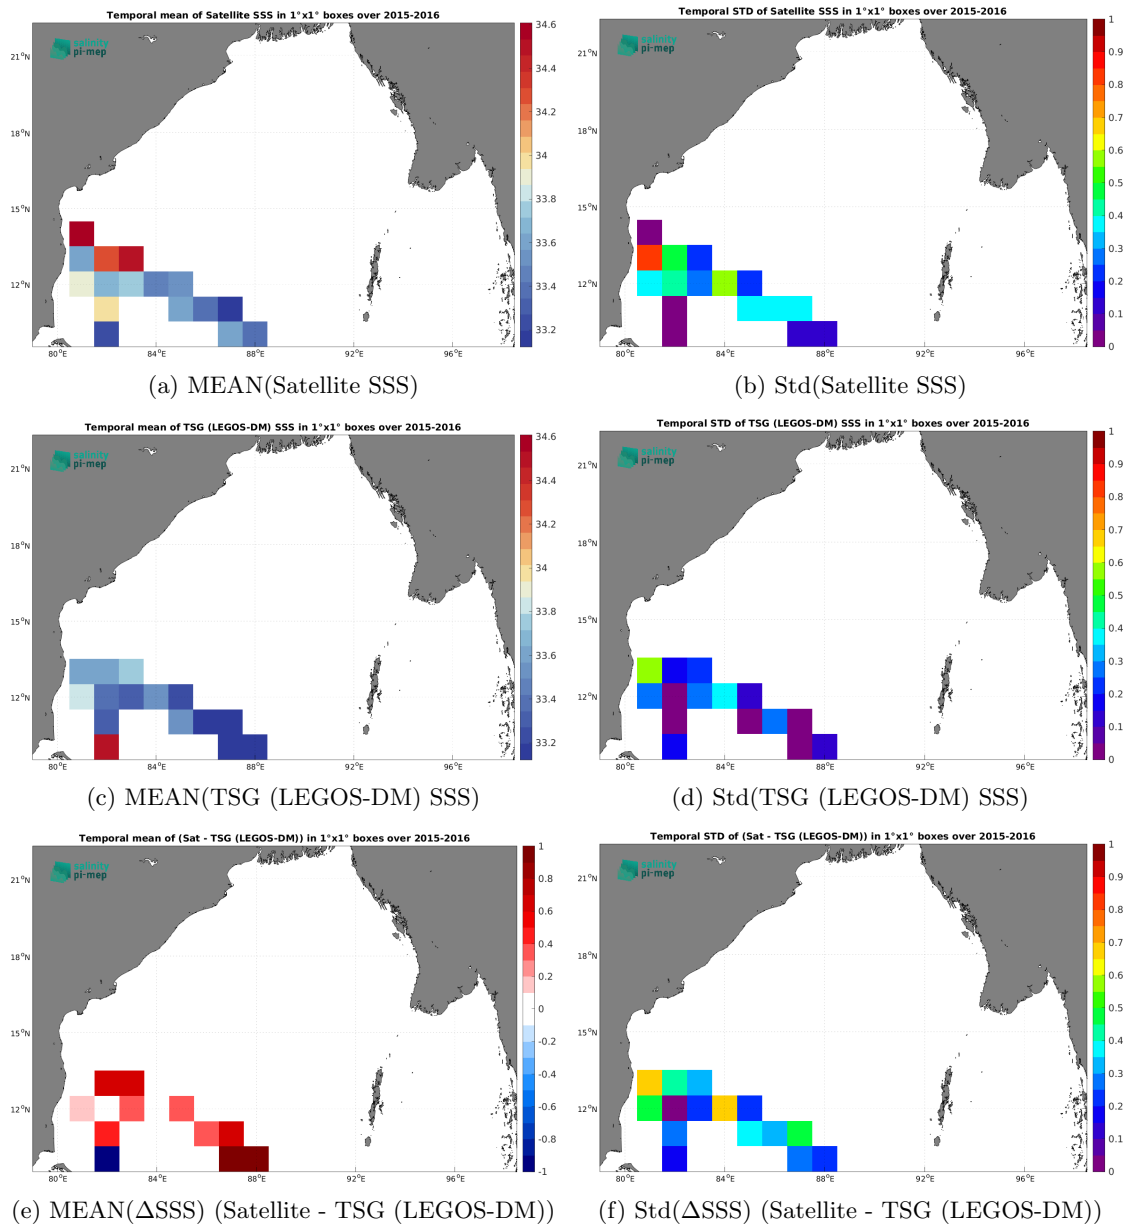 Temporal mean of Satellite SSS in 1°x1° boxes over 2015-2016
salinity
pi-mep
21°N
18°N
15°N
12°N
80°E 84°E 88°E 92°E 96°E
34.6
34.4
34.2
34
33.8
33.6
33.4
33.2
(a) MEAN(Satellite SSS)
Temporal STD of Satellite SSS in 1°x1° boxes over 2015-2016
salinity
pi-mep
21°N
18°N
15°N
12°N
80°E 84°E 88°E 92°E 96°E
1
0.9
0.8
0.7
0.6
0.5
0.4
0.3
0.2
0.1
0
(b) Std(Satellite SSS)
Temporal mean of TSG (LEGOS-DM) SSS in 1°x1° boxes over 2015-2016
salinity
pi-mep
21°N
18°N
15°N
12°N
80°E 84°E 88°E 92°E 96°E
34.6
34.4
34.2
34
33.8
33.6
33.4
33.2
(c) MEAN(TSG (LEGOS-DM) SSS)
Temporal STD of TSG (LEGOS-DM) SSS in 1°x1° boxes over 2015-2016
salinity
pi-mep
21°N
18°N
15°N
12°N
80°E 84°E 88°E 92°E 96°E
1
0.9
0.8
0.7
0.6
0.5
0.4
0.3
0.2
0.1
0
(d) Std(TSG (LEGOS-DM) SSS)
Temporal mean of (Sat - TSG (LEGOS-DM)) in 1°x1° boxes over 2015-2016
salinity
pi-mep
21°N
18°N
15°N
12°N
80°E 84°E 88°E 92°E 96°E
1
0.8
0.6
0.4
0.2
0
-0.2
-0.4
-0.6
-0.8
-1
(e) MEAN(ΔSSS) (Satellite - TSG (LEGOS-DM))
Temporal STD of (Sat - TSG (LEGOS-DM)) in 1°x1° boxes over 2015-2016
salinity
pi-mep
21°N
18°N
15°N
12°N
80°E 84°E 88°E 92°E 96°E
1
0.9
0.8
0.7
0.6
0.5
0.4
0.3
0.2
0.1
0
(f) Std(ΔSSS) (Satellite - TSG (LEGOS-DM))